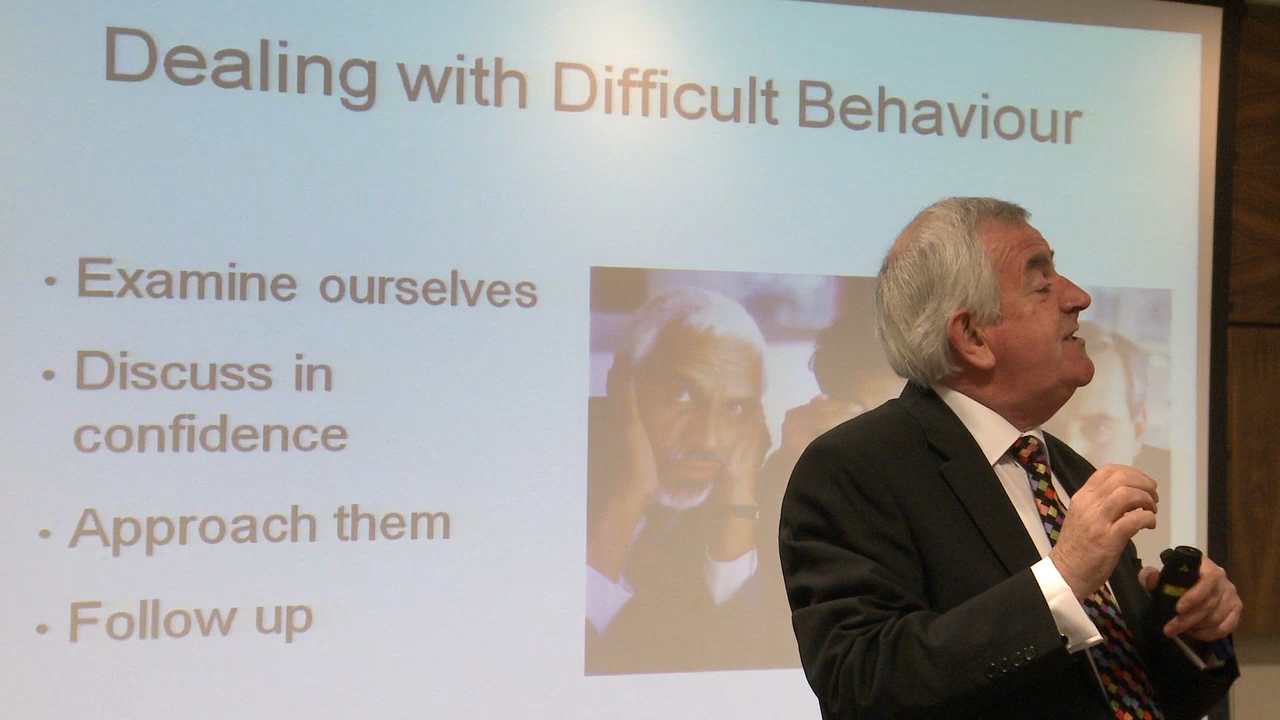 Dealing with Difficult Behaviour
• Examine ourselves
• Discuss in
confidence
• Approach them
• Follow up